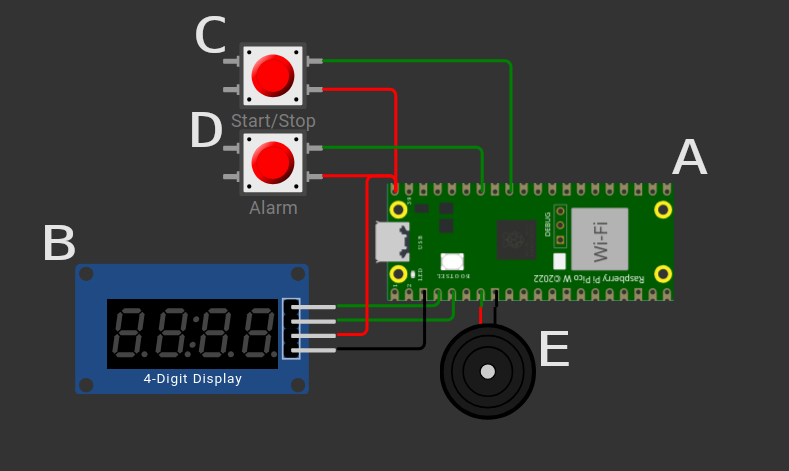 C
Start/Stop
D
Alarm
A
B
USB
LED
BOOTSEL
DEBUG
Wi-Fi
Raspberry Pi Pico W ©2022
4-Digit Display
E